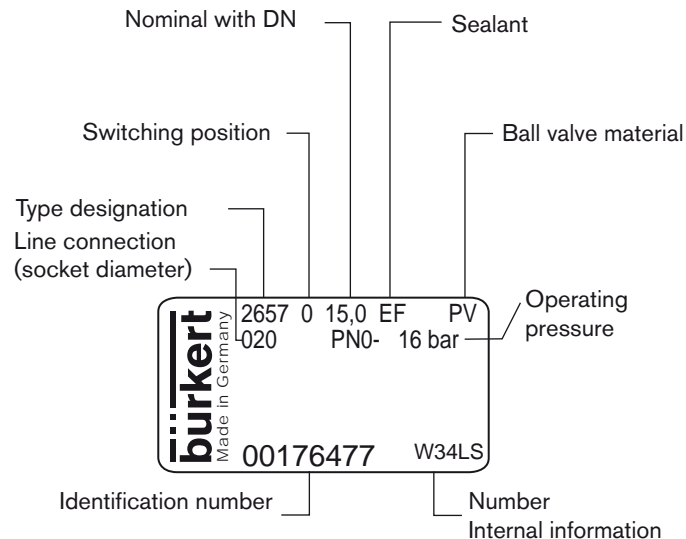 Nominal with DN
Sealant
Switching position
Ball valve material
Type designation
Line connection
(socket diameter)
2657 0 15,0 EF PV
020 PN0- 16 bar
Operating
pressure
bürkert
Made in Germany
00176477 W34LS
Identification number
Number
Internal information